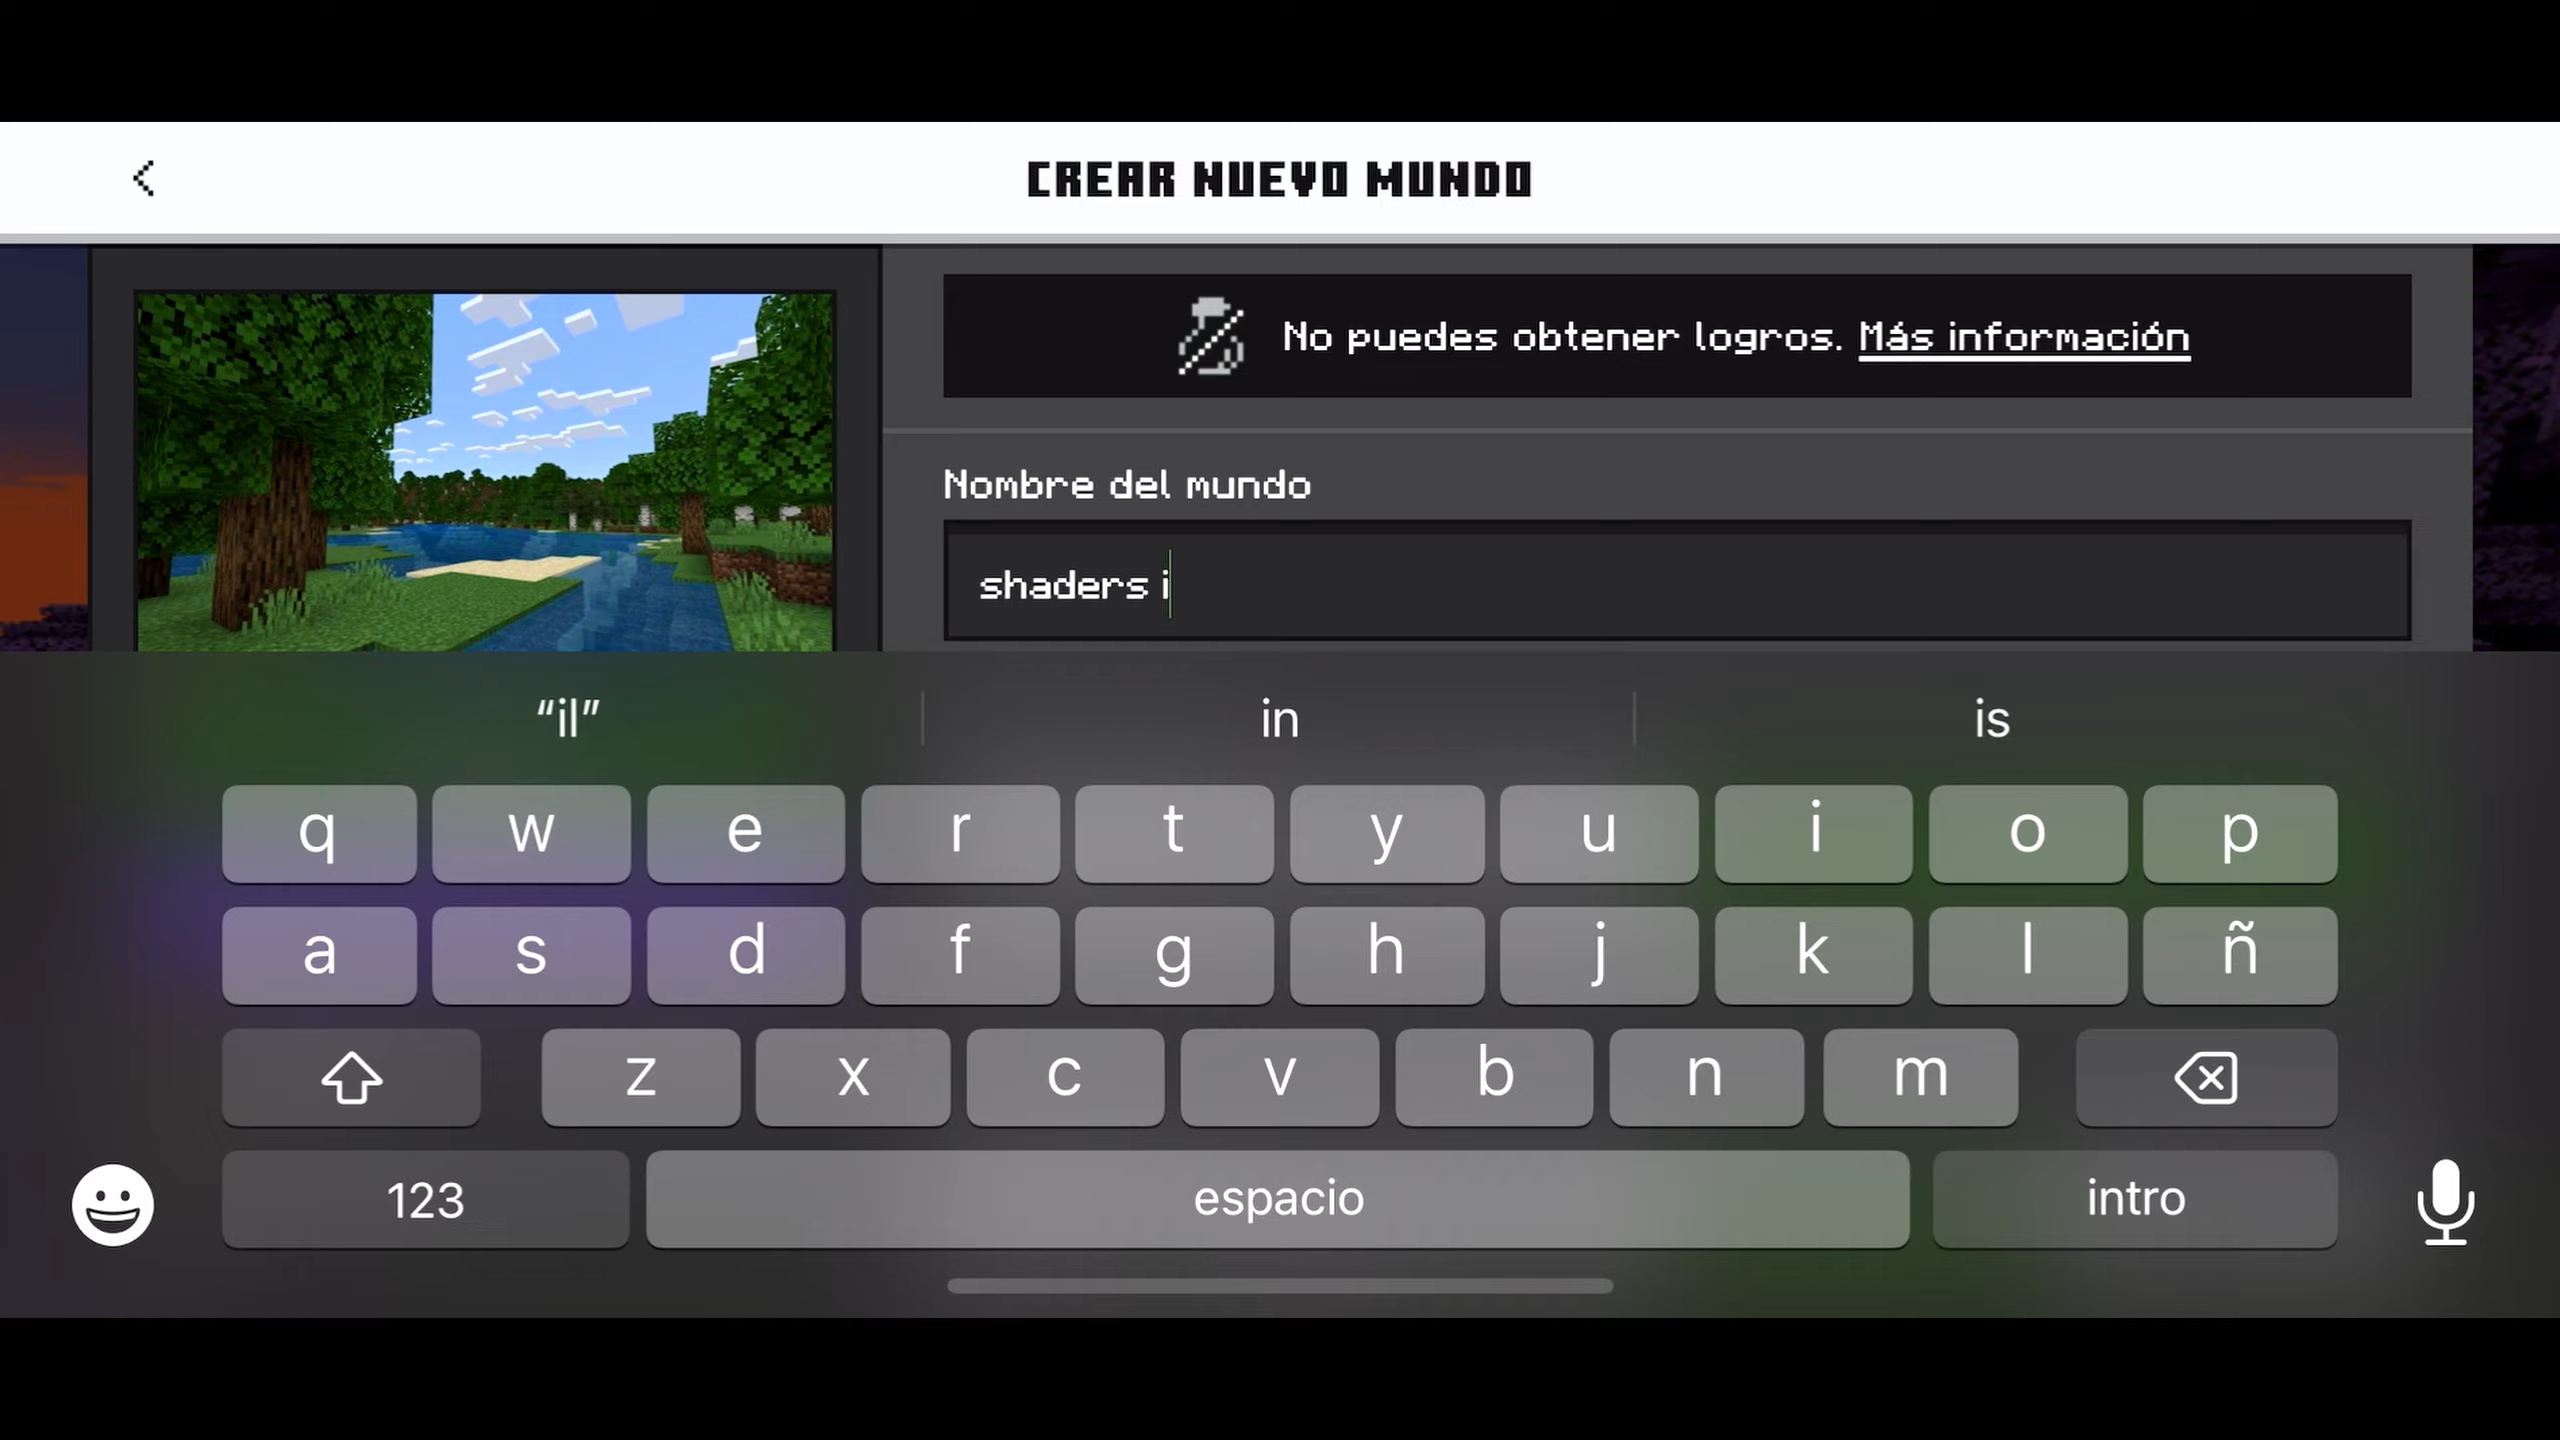 CREAR NUEVO MUNDO
No puedes obtener logros. Más información
Nombre del mundo
shaders i
“il” in is
q w e r t y u i o p
a s d f g h j k l ñ
z x c v b n m
123 espacio intro